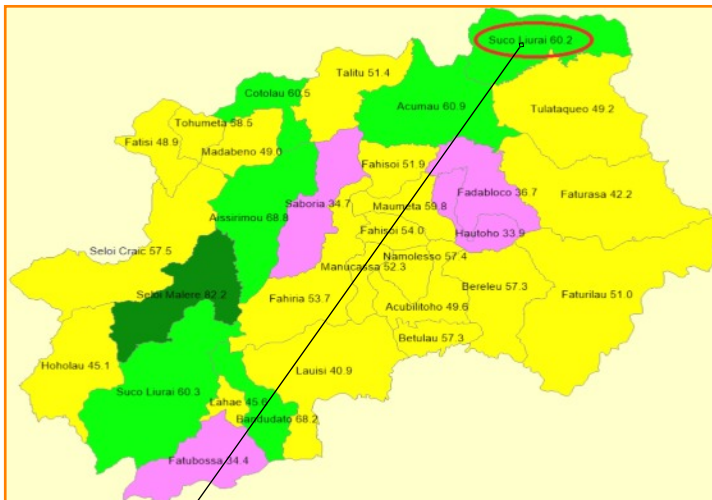 Suco Liurai 60.2
Talitu 51.4
Cotolau 60.5
Acumau 60.9
Tulataqueo 49.2
Tohumeta 58.5
Fatisi 48.9
Madabeno 49.0
Fahisoi 51.9
Fadabloco 36.7
Faturasa 42.2
Saboria 34.7
Maumeta 59.8
Aissirimou 68.8
Fahisoi 54.0
Hautoho 33.9
Seloi Craic 57.5
Namolesso 57.4
Manucassa 52.3
Seloi Malere 82.2
Bereleu 57.3
Fahiria 53.7
Faturilau 51.0
Acubilitoho 49.6
Betulau 57.3
Hoholau 45.1
Lauisi 40.9
Suco Liurai 60.3
Lahae 45.6
Bandudato 68.2
Fatubossa 34.4